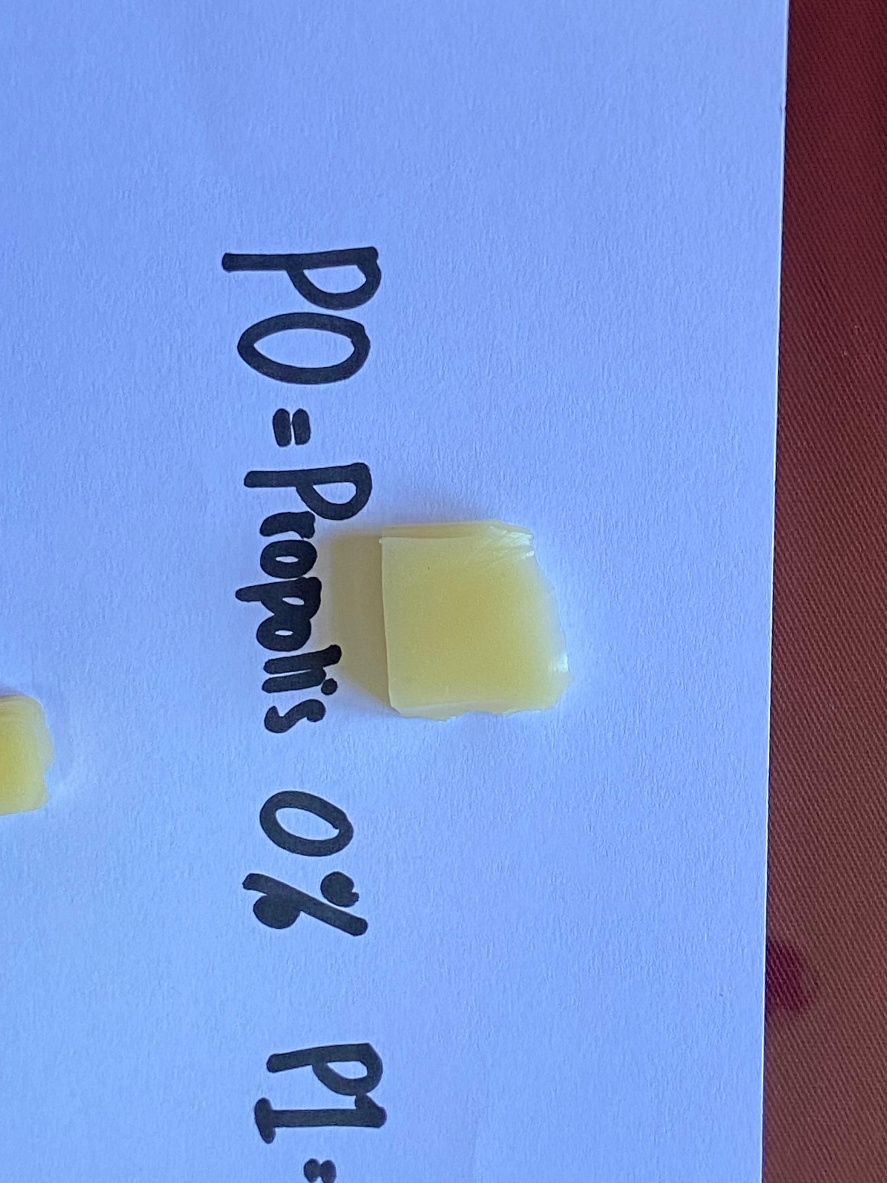 P0 = Propolis 0% P1 =